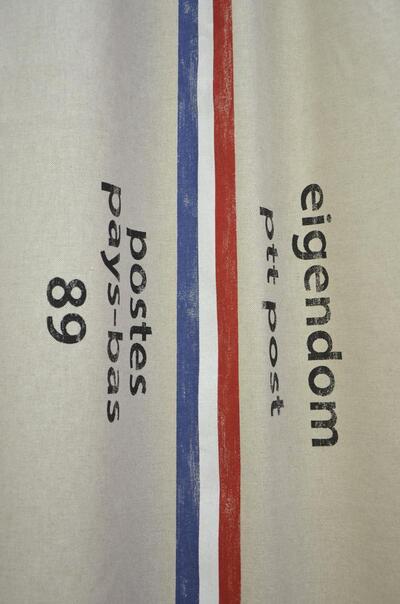 eigendom
ptt post
postes
pays-bas
89